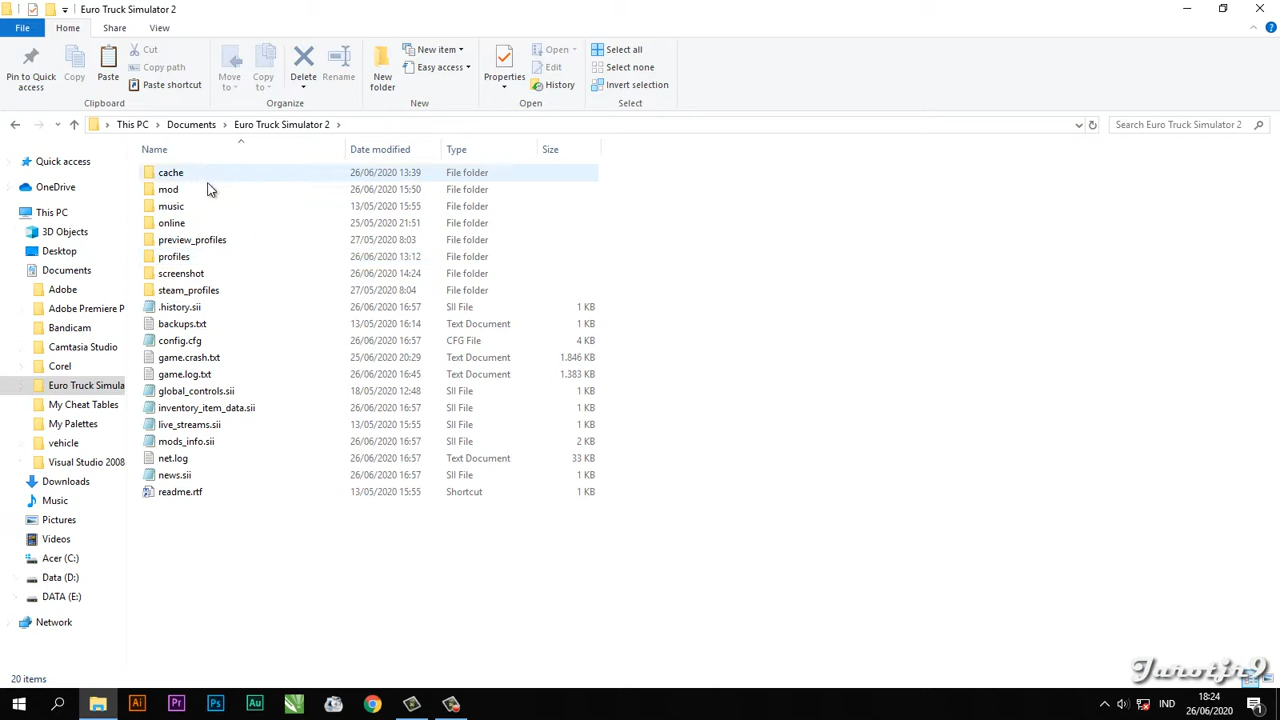 Euro Truck Simulator 2
File Home Share View
Pin to Quick access
Copy
Paste
Cut
Copy path
Paste shortcut
Clipboard
Move to
Copy to
Delete
Rename
Organize
New folder
New item
Easy access
New
Properties
Open
Edit
History
Open
Select all
Select none
Invert selection
Select
This PC Documents Euro Truck Simulator 2
Search Euro Truck Simulator 2
Name Date modified Type Size
cache 26/06/2020 13:39 File folder
mod 26/06/2020 15:50 File folder
music 13/05/2020 15:55 File folder
online 25/05/2020 21:51 File folder
preview_profiles 27/05/2020 8:03 File folder
profiles 26/06/2020 13:12 File folder
screenshot 26/06/2020 14:24 File folder
steam_profiles 27/05/2020 8:04 File folder
.history.sii 26/06/2020 16:57 SII File 1 KB
backups.txt 13/05/2020 16:14 Text Document 1 KB
config.cfg 26/06/2020 16:57 CFG File 4 KB
game.crash.txt 25/06/2020 20:29 Text Document 1.846 KB
game.log.txt 26/06/2020 16:45 Text Document 1.383 KB
global_controls.sii 18/05/2020 12:48 SII File 1 KB
inventory_item_data.sii 26/06/2020 16:57 SII File 1 KB
live_streams.sii 13/05/2020 15:55 SII File 1 KB
mods_info.sii 26/06/2020 16:57 SII File 2 KB
net.log 26/06/2020 16:57 Text Document 33 KB
news.sii 26/06/2020 16:57 SII File 1 KB
readme.rtf 13/05/2020 15:55 Shortcut 1 KB
Quick access
OneDrive
This PC
3D Objects
Desktop
Documents
Adobe
Adobe Premiere P
Bandicam
Camtasia Studio
Corel
Euro Truck Simula
My Cheat Tables
My Palettes
vehicle
Visual Studio 2008
Downloads
Music
Pictures
Videos
Acer (C:)
Data (D:)
DATA (E:)
Network
20 items
Junotjr9
Ai Pr Ps Au
IND
18:24
26/06/2020